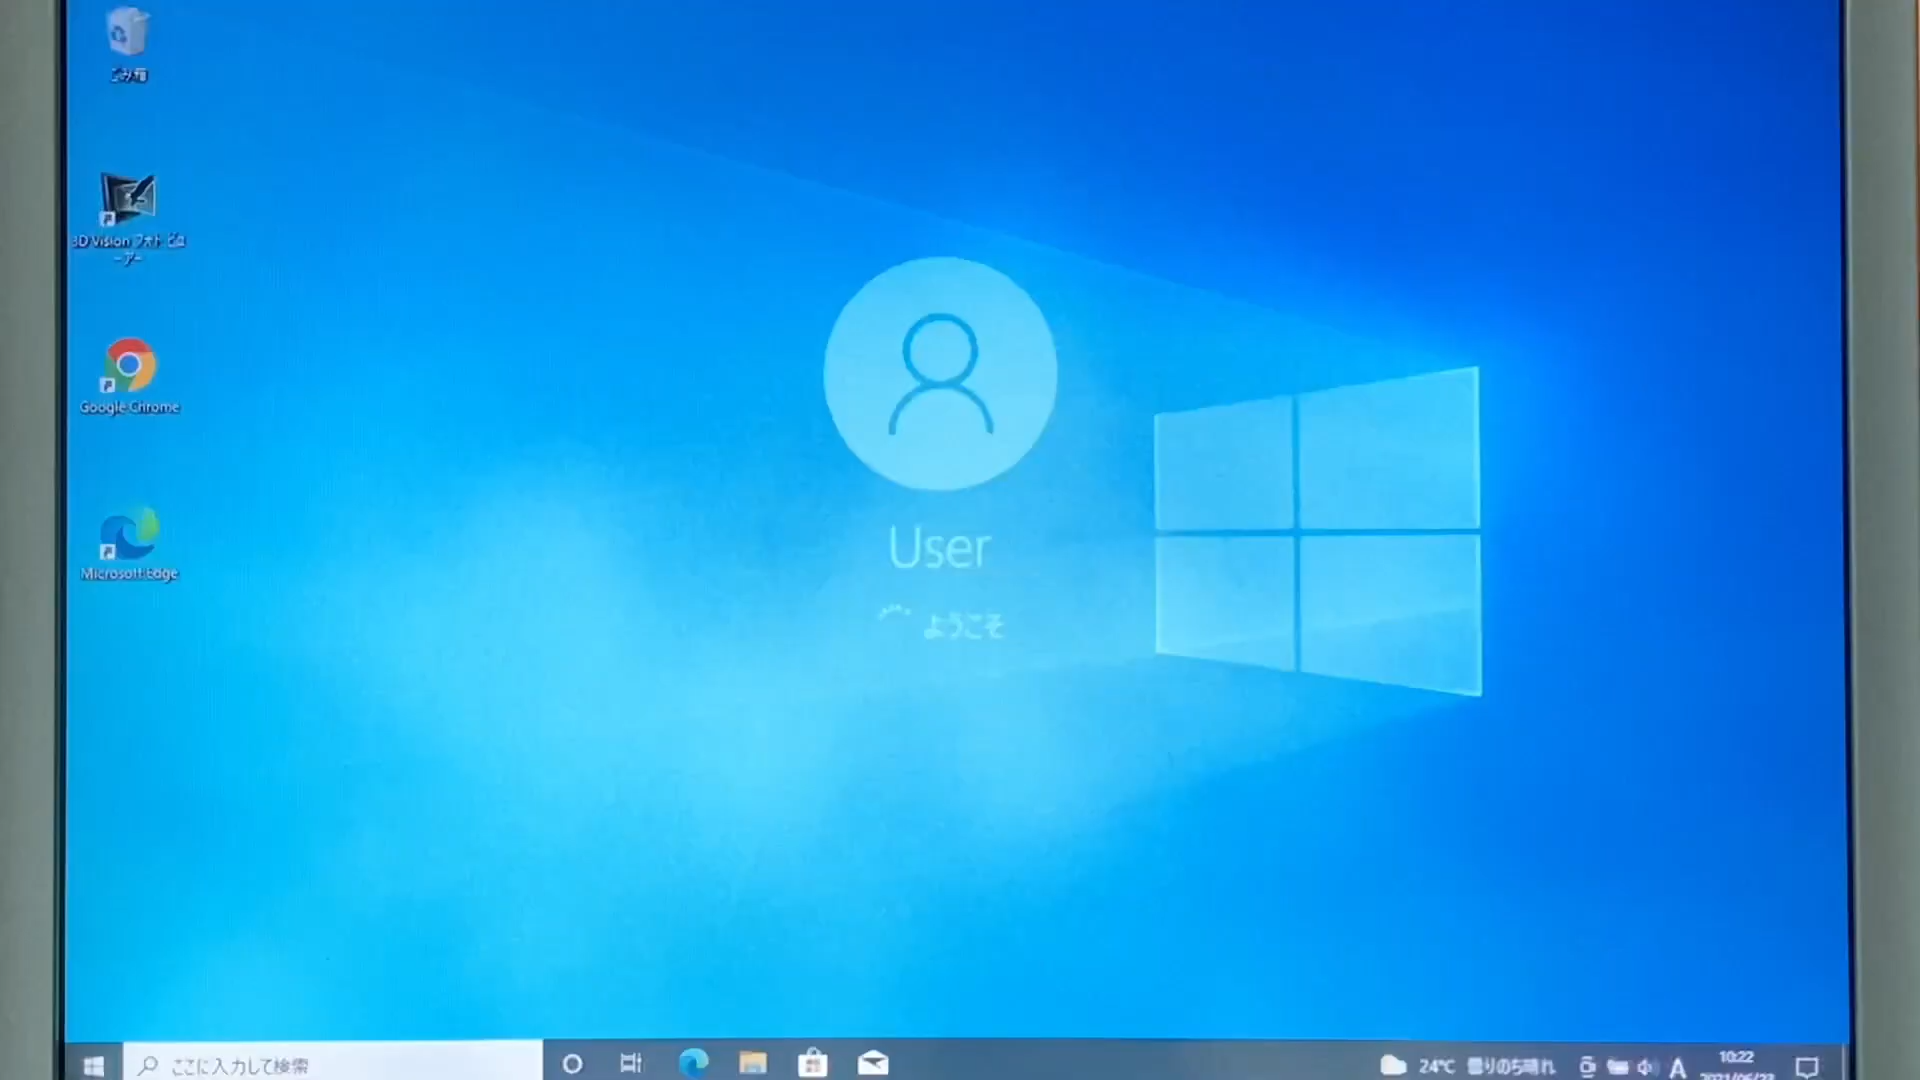 ごみ箱
3D Vision フォト ビュ
ーアー
Google Chrome
Microsoft Edge
User
ようこそ
ここに入力して検索
24°C 曇りのち晴れ
A
10:22